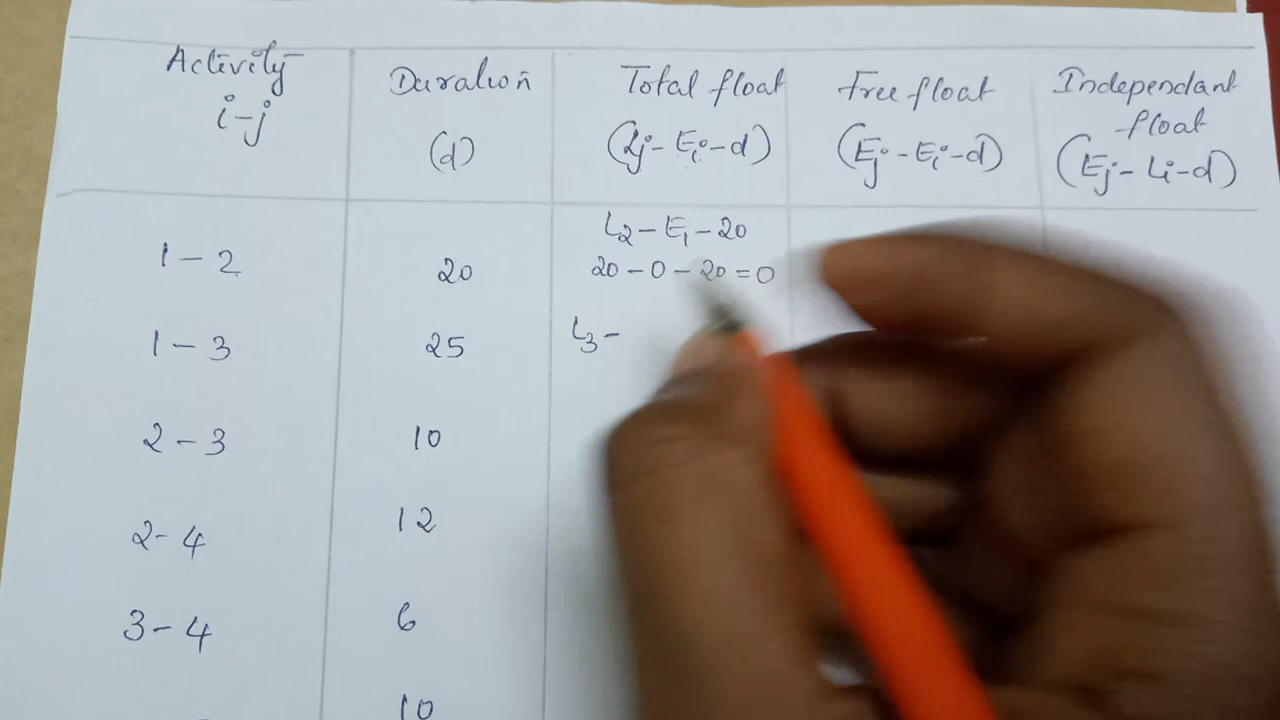 Activity Duration Total float Free float Independant
i-j (d) (Lj - Ei - d) (Ej - Ei - d) float
(Ej - Li - d)
L2 - E1 - 20
1 - 2 20 20 - 0 - 20 = 0
1 - 3 25 L3 -
2 - 3 10
2 - 4 12
3 - 4 6
10